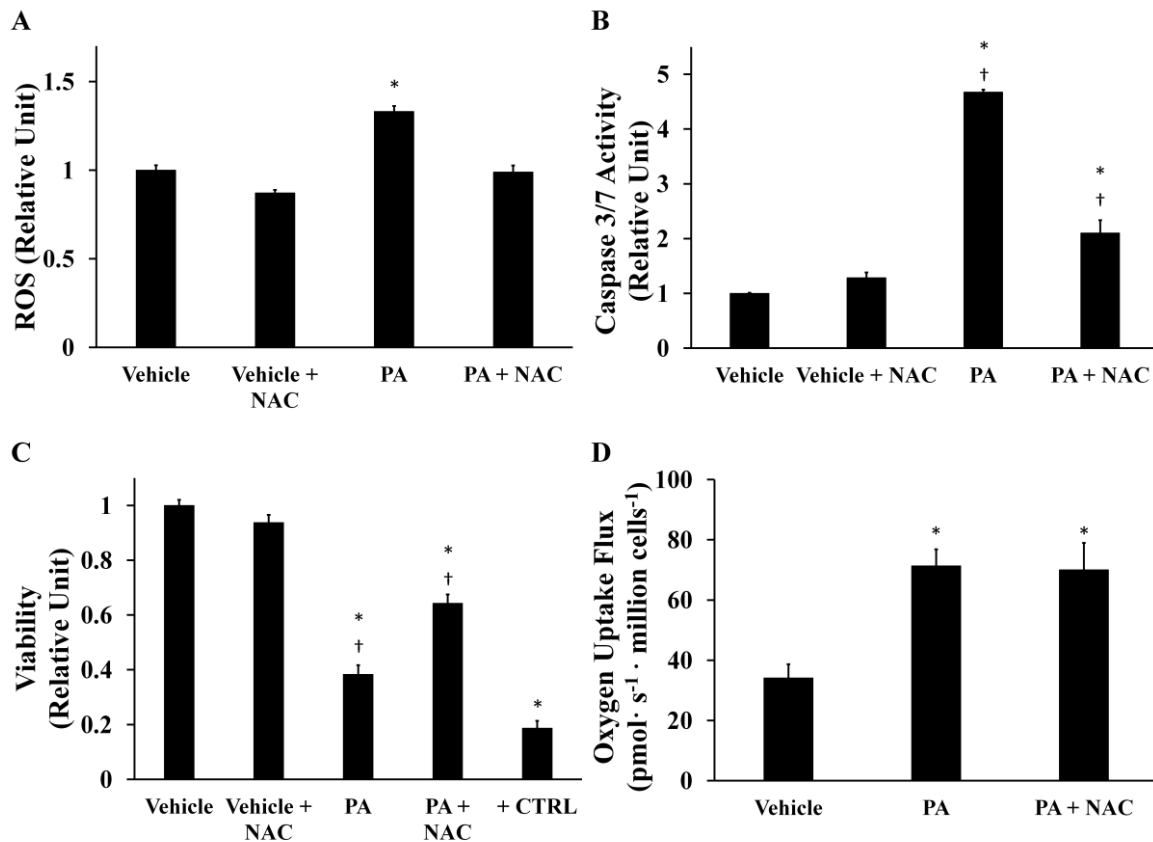 A
ROS (Relative Unit)
1.5
1
0.5
0
*
Vehicle
Vehicle +
NAC
PA
PA + NAC
B
Caspase 3/7 Activity
(Relative Unit)
5
4
3
2
1
0
*
†
*
†
Vehicle
Vehicle + NAC
PA
PA + NAC
C
Viability
(Relative Unit)
1
0.8
0.6
0.4
0.2
0
*
†
*
†
*
Vehicle
Vehicle +
NAC
PA
PA +
NAC
+ CTRL
D
Oxygen Uptake Flux
(pmol· s⁻¹ · million cells⁻¹)
100
80
60
40
20
0
*
*
Vehicle
PA
PA + NAC